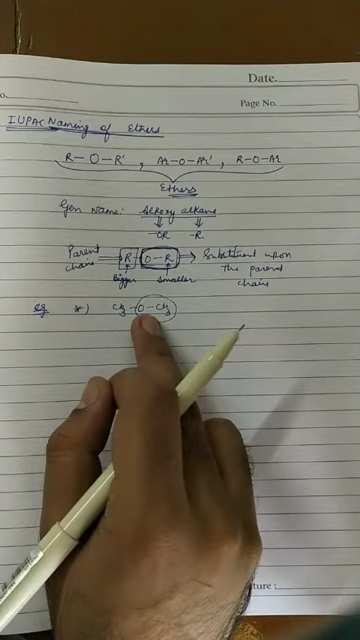 Date.
o.
Page No.
IUPAC Naming of Ethers
R-O-R', Ar-O-Ar', R-O-Ar
Ethers
Gen Name: Alkoxy alkane
-OR -R
Parent chain R O-R Substituent upon the parent chain
Bigger Smaller
eg *) CH3-O-CH3
ture: